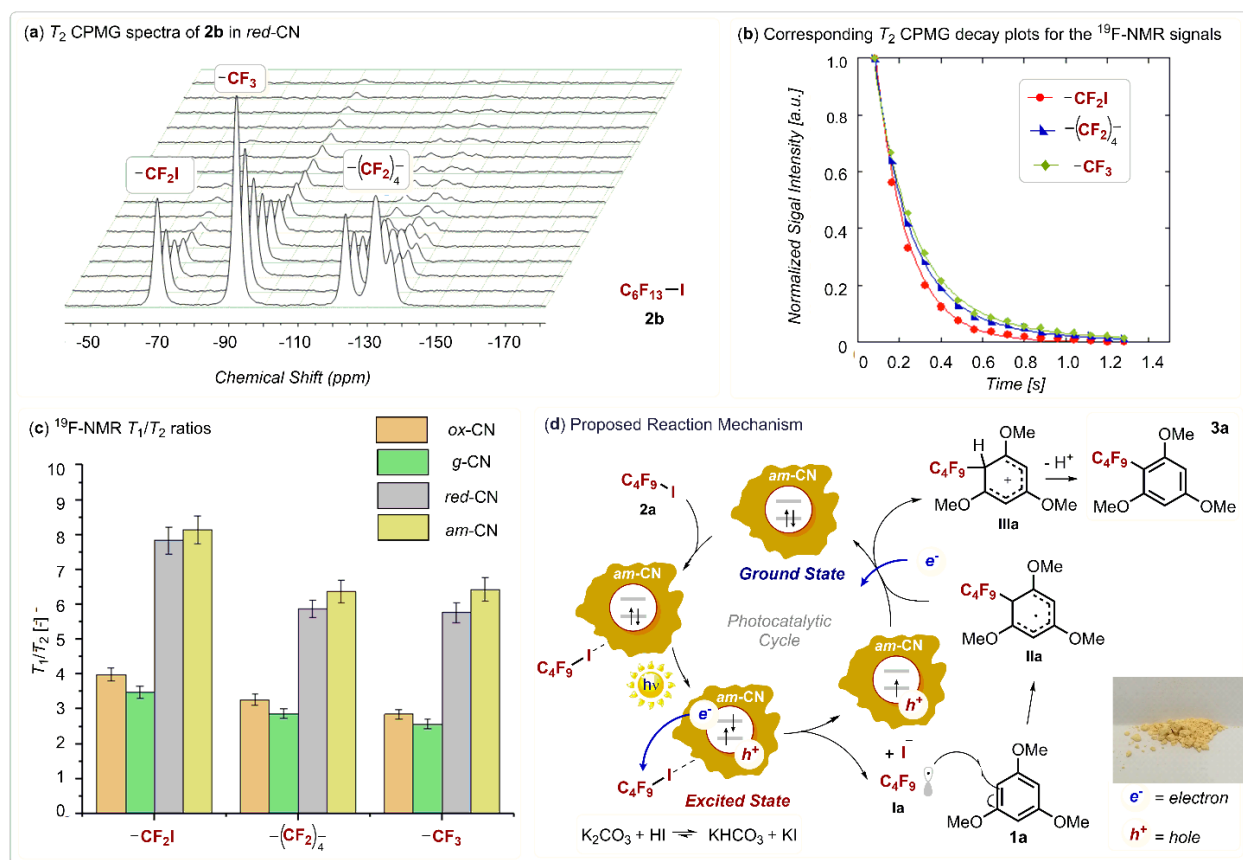 (a) T₂ CPMG spectra of 2b in red-CN
−CF₃
−CF₂I
−(CF₂)₄−
C₆F₁₃−I
2b
-50 -70 -90 -110 -130 -150 -170
Chemical Shift (ppm)
(b) Corresponding T₂ CPMG decay plots for the ¹⁹F-NMR signals
Normalized Sigal Intensity [a.u.]
1.0
0.8
0.6
0.4
0.2
0
−CF₂I
−(CF₂)₄−
−CF₃
0.2 0.4 0.6 0.8 1.0 1.2 1.4
Time [s]
(c) ¹⁹F-NMR T₁/T₂ ratios
ox-CN
g-CN
red-CN
am-CN
T₁/T₂ [-]
10
9
8
7
6
5
4
3
2
1
0
−CF₂I −(CF₂)₄− −CF₃
(d) Proposed Reaction Mechanism
C₄F₉−I
2a
am-CN
Ground State
am-CN
C₄F₉−I
hν
Photocatalytic
Cycle
am-CN
e⁻
h⁺
C₄F₉−I
Excited State
K₂CO₃ + HI ⇌ KHCO₃ + KI
am-CN
h⁺
+ I⁻
C₄F₉
Ia
OMe
MeO OMe
1a
OMe
C₄F₉
MeO OMe
IIa
e⁻
H OMe
C₄F₉
+
MeO OMe
IIIa
- H⁺
3a
OMe
C₄F₉
MeO OMe
e⁻ = electron
h⁺ = hole